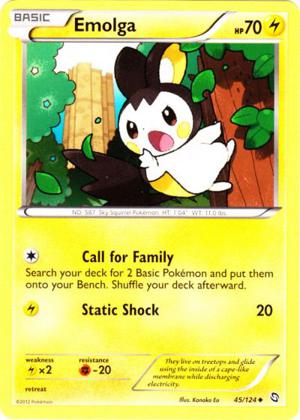 BASIC
Emolga
HP70
NO. 587 Sky Squirrel Pokémon HT: 1'04" WT: 11.0 lbs.
Call for Family
Search your deck for 2 Basic Pokémon and put them
onto your Bench. Shuffle your deck afterward.
Static Shock 20
weakness
×2
resistance
-20
retreat
They live on treetops and glide
using the inside of a cape-like
membrane while discharging
electricity.
©2012 Pokémon
Illus. Kanako Eo
45/124